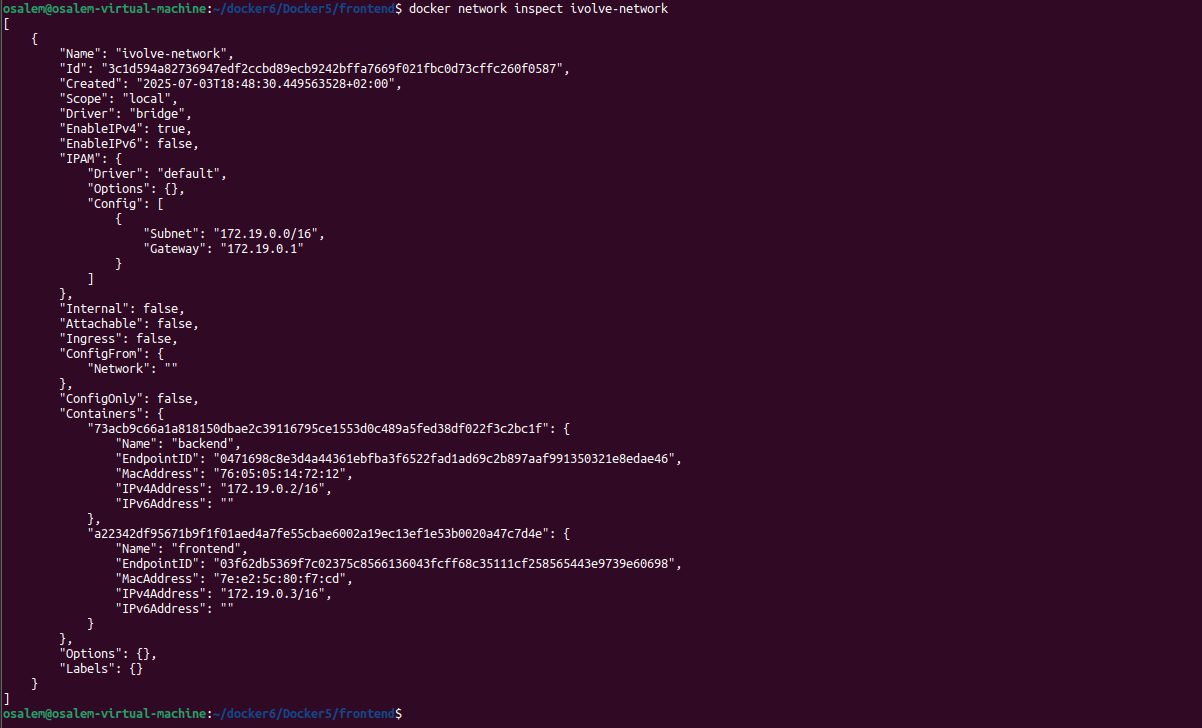 osalem@osalem-virtual-machine:~/docker6/Docker5/frontend$ docker network inspect ivolve-network
[
    {
        "Name": "ivolve-network",
        "Id": "3c1d594a82736947edf2ccbd89ecb9242bffa7669f021fbc0d73cffc260f0587",
        "Created": "2025-07-03T18:48:30.449563528+02:00",
        "Scope": "local",
        "Driver": "bridge",
        "EnableIPv4": true,
        "EnableIPv6": false,
        "IPAM": {
            "Driver": "default",
            "Options": {},
            "Config": [
                {
                    "Subnet": "172.19.0.0/16",
                    "Gateway": "172.19.0.1"
                }
            ]
        },
        "Internal": false,
        "Attachable": false,
        "Ingress": false,
        "ConfigFrom": {
            "Network": ""
        },
        "ConfigOnly": false,
        "Containers": {
            "73acb9c66a1a818150dbae2c39116795ce1553d0c489a5fed38df022f3c2bc1f": {
                "Name": "backend",
                "EndpointID": "0471698c8e3d4a44361ebfba3f6522fad1ad69c2b897aaf991350321e8edae46",
                "MacAddress": "76:05:05:14:72:12",
                "IPv4Address": "172.19.0.2/16",
                "IPv6Address": ""
            },
            "a22342df95671b9f1f01aed4a7fe55cbae6002a19ec13ef1e53b0020a47c7d4e": {
                "Name": "frontend",
                "EndpointID": "03f62db5369f7c02375c8566136043fcff68c35111cf258565443e9739e60698",
                "MacAddress": "7e:e2:5c:80:f7:cd",
                "IPv4Address": "172.19.0.3/16",
                "IPv6Address": ""
            }
        },
        "Options": {},
        "Labels": {}
    }
]
osalem@osalem-virtual-machine:~/docker6/Docker5/frontend$